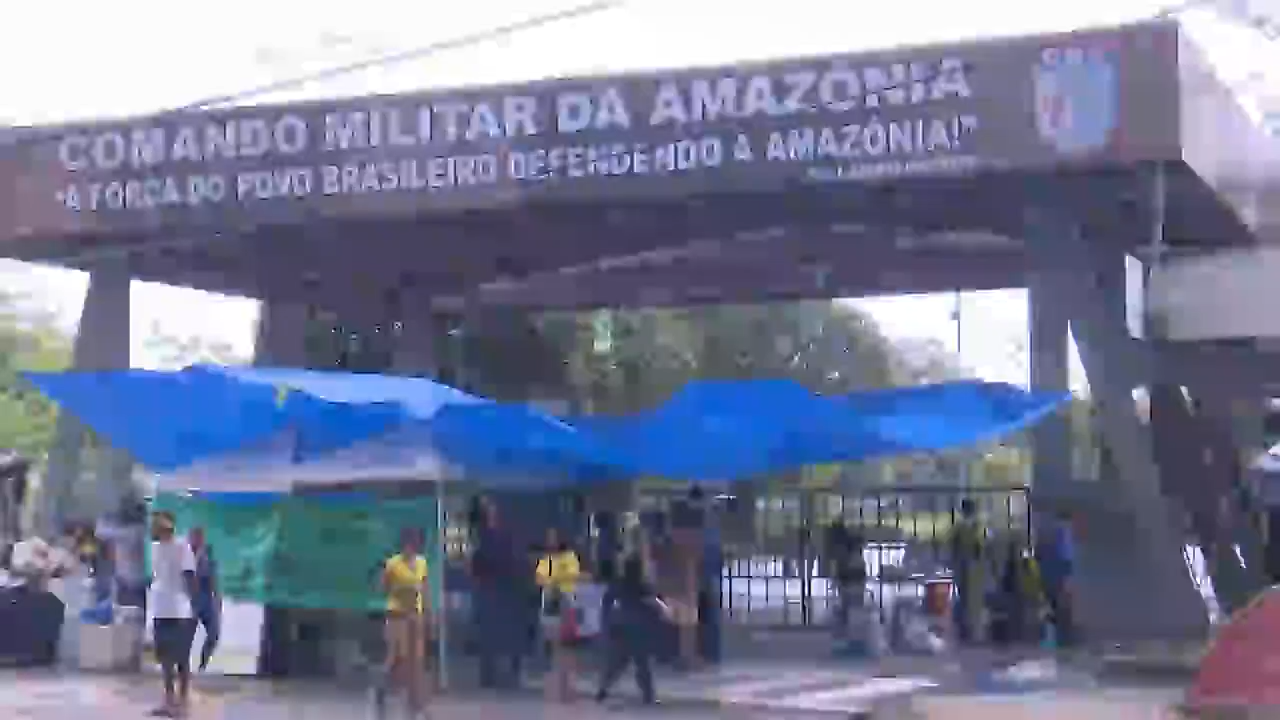 COMANDO MILITAR DA AMAZÔNIA
"A FORÇA DO POVO BRASILEIRO DEFENDENDO A AMAZÔNIA!"